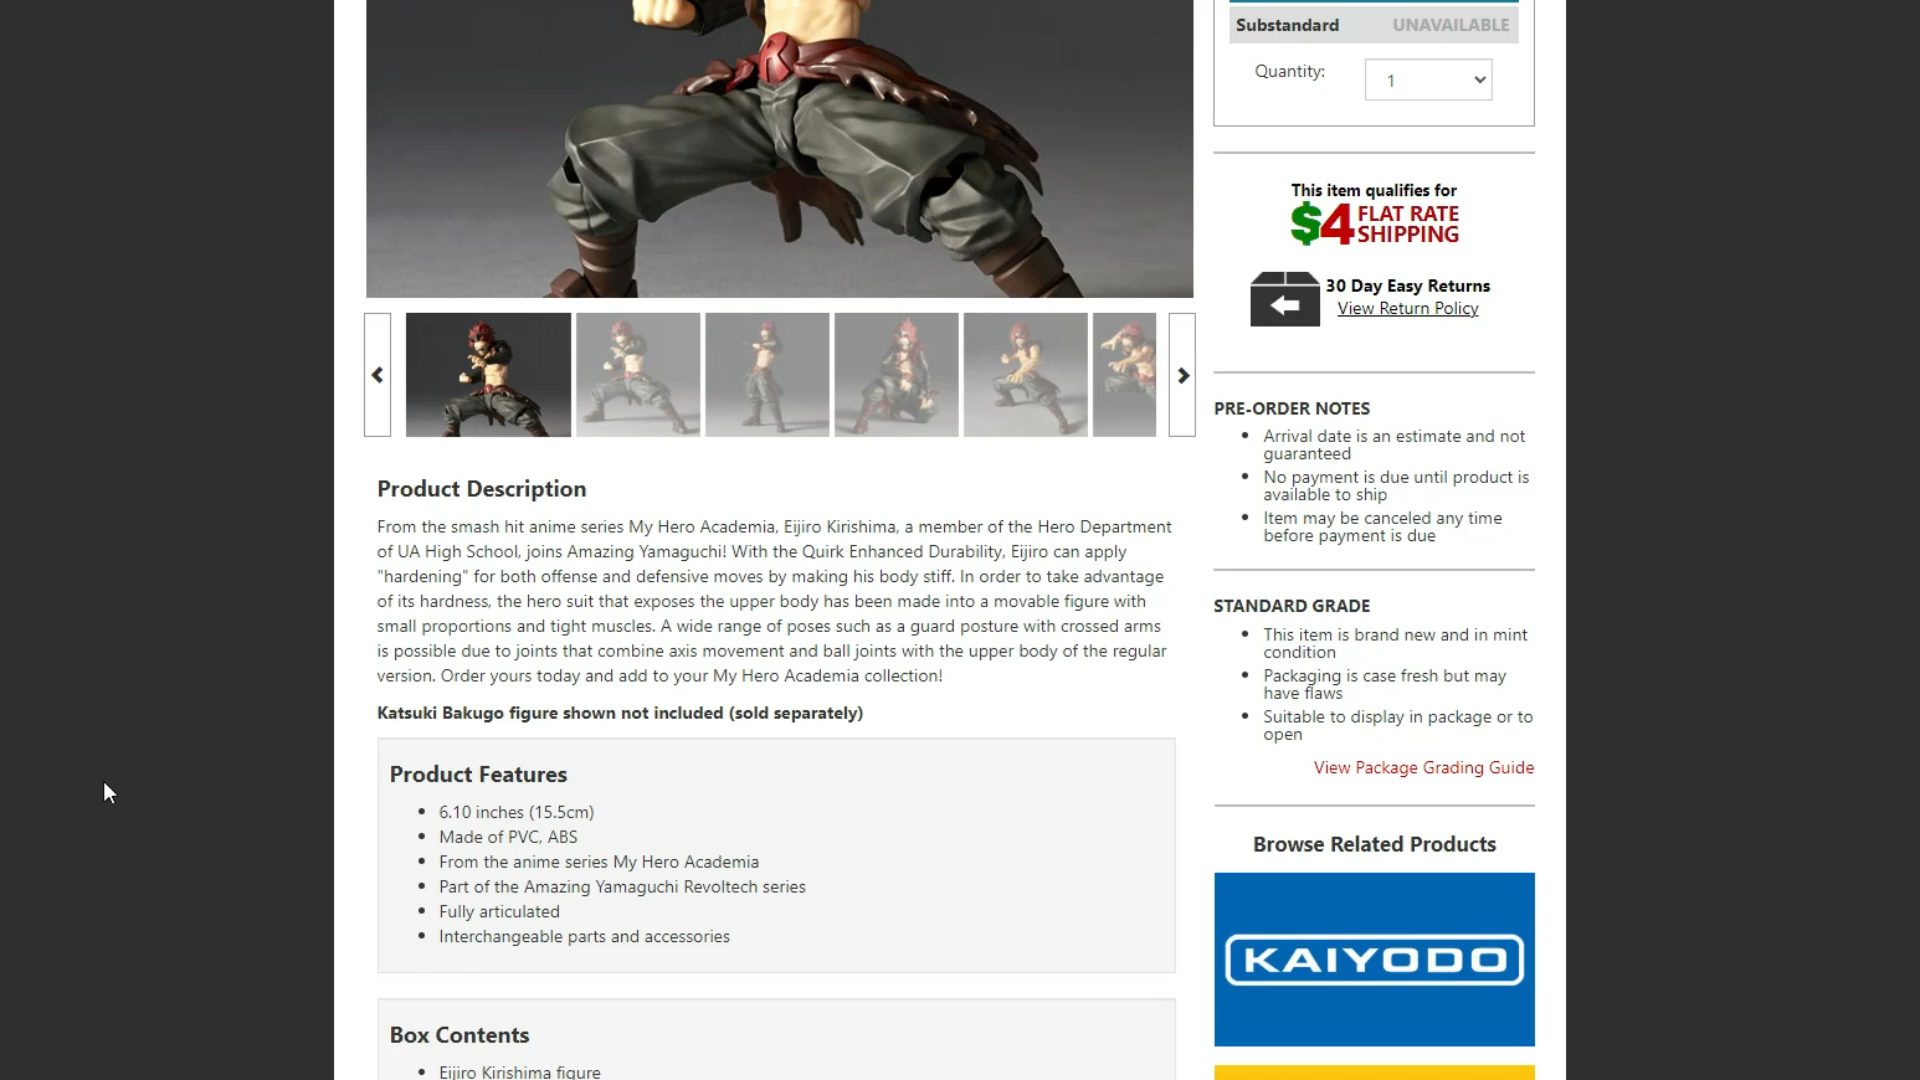 Substandard UNAVAILABLE
Quantity: 1
This item qualifies for
$4 FLAT RATE
SHIPPING
30 Day Easy Returns
View Return Policy
PRE-ORDER NOTES
• Arrival date is an estimate and not
guaranteed
• No payment is due until product is
available to ship
• Item may be canceled any time
before payment is due
STANDARD GRADE
• This item is brand new and in mint
condition
• Packaging is case fresh but may
have flaws
• Suitable to display in package or to
open
View Package Grading Guide
Browse Related Products
KAIYODO
Product Description
From the smash hit anime series My Hero Academia, Eijiro Kirishima, a member of the Hero Department
of UA High School, joins Amazing Yamaguchi! With the Quirk Enhanced Durability, Eijiro can apply
"hardening" for both offense and defensive moves by making his body stiff. In order to take advantage
of its hardness, the hero suit that exposes the upper body has been made into a movable figure with
small proportions and tight muscles. A wide range of poses such as a guard posture with crossed arms
is possible due to joints that combine axis movement and ball joints with the upper body of the regular
version. Order yours today and add to your My Hero Academia collection!
Katsuki Bakugo figure shown not included (sold separately)
Product Features
• 6.10 inches (15.5cm)
• Made of PVC, ABS
• From the anime series My Hero Academia
• Part of the Amazing Yamaguchi Revoltech series
• Fully articulated
• Interchangeable parts and accessories
Box Contents
• Eijiro Kirishima figure